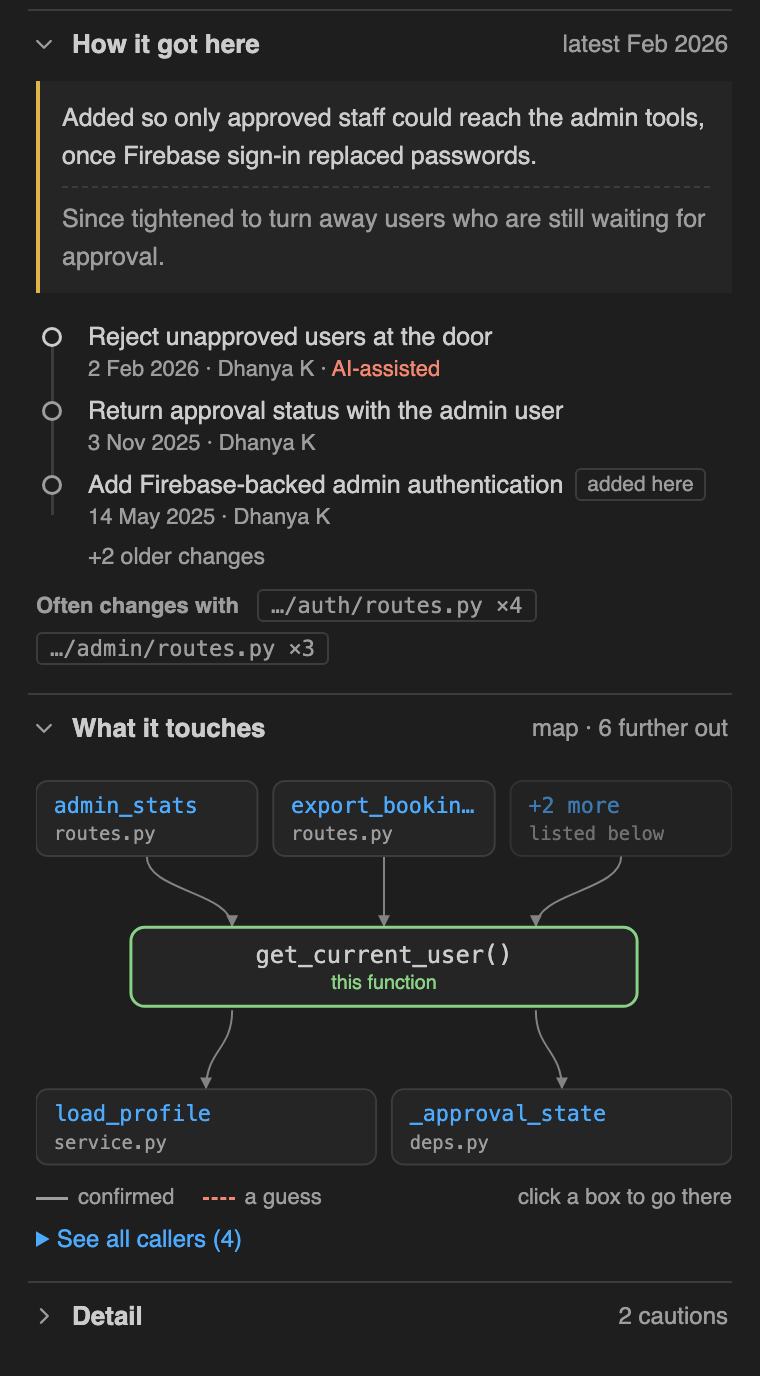 How it got here latest Feb 2026
Added so only approved staff could reach the admin tools,
once Firebase sign-in replaced passwords.
Since tightened to turn away users who are still waiting for
approval.
Reject unapproved users at the door
2 Feb 2026 · Dhanya K · AI-assisted
Return approval status with the admin user
3 Nov 2025 · Dhanya K
Add Firebase-backed admin authentication added here
14 May 2025 · Dhanya K
+2 older changes
Often changes with …/auth/routes.py ×4
…/admin/routes.py ×3
What it touches map · 6 further out
admin_stats export_bookin… +2 more
routes.py routes.py listed below
get_current_user()
this function
load_profile _approval_state
service.py deps.py
confirmed a guess click a box to go there
See all callers (4)
Detail 2 cautions